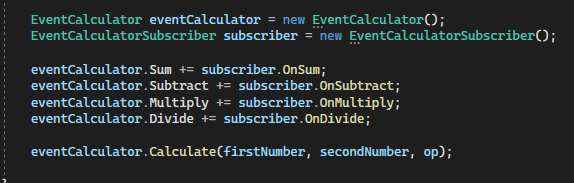 EventCalculator eventCalculator = new EventCalculator();
EventCalculatorSubscriber subscriber = new EventCalculatorSubscriber();
eventCalculator.Sum += subscriber.OnSum;
eventCalculator.Subtract += subscriber.OnSubtract;
eventCalculator.Multiply += subscriber.OnMultiply;
eventCalculator.Divide += subscriber.OnDivide;
eventCalculator.Calculate(firstNumber, secondNumber, op);
}